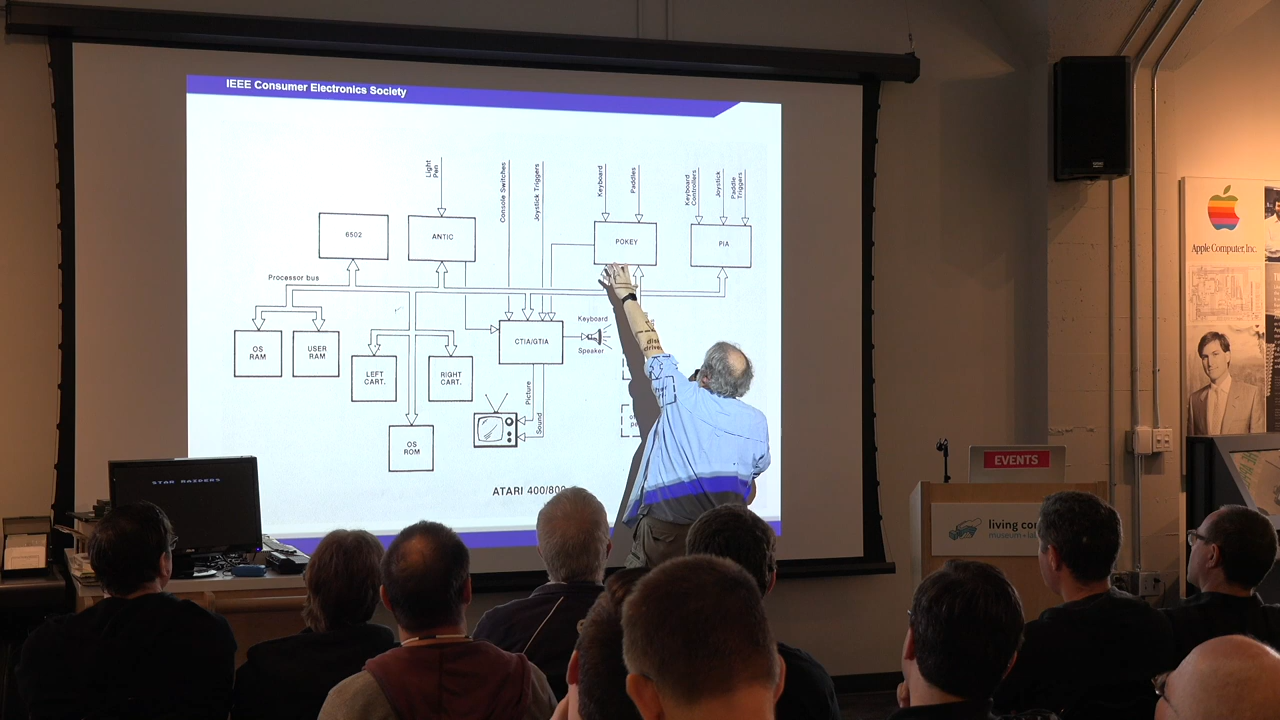 IEEE Consumer Electronics Society
Light
Pen
Console Switches
Joystick Triggers
Keyboard
Paddles
Keyboard
Controllers
Joystick
Paddle
Triggers
6502
ANTIC
POKEY
PIA
Processor bus
OS
RAM
USER
RAM
LEFT
CART.
RIGHT
CART.
CTIA/GTIA
Keyboard
Speaker
OS
ROM
Picture
Sound
ATARI 400/800
STAR RAIDERS
EVENTS
living
museum
Apple Computer, Inc.